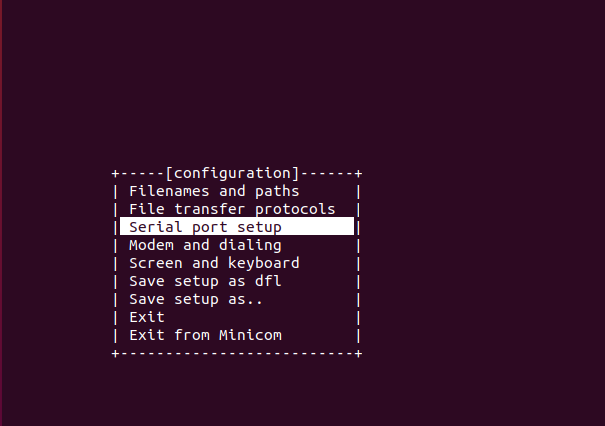 +-----[configuration]------+
| Filenames and paths      |
| File transfer protocols  |
| Serial port setup        |
| Modem and dialing        |
| Screen and keyboard      |
| Save setup as dfl        |
| Save setup as..          |
| Exit                     |
| Exit from Minicom        |
+--------------------------+